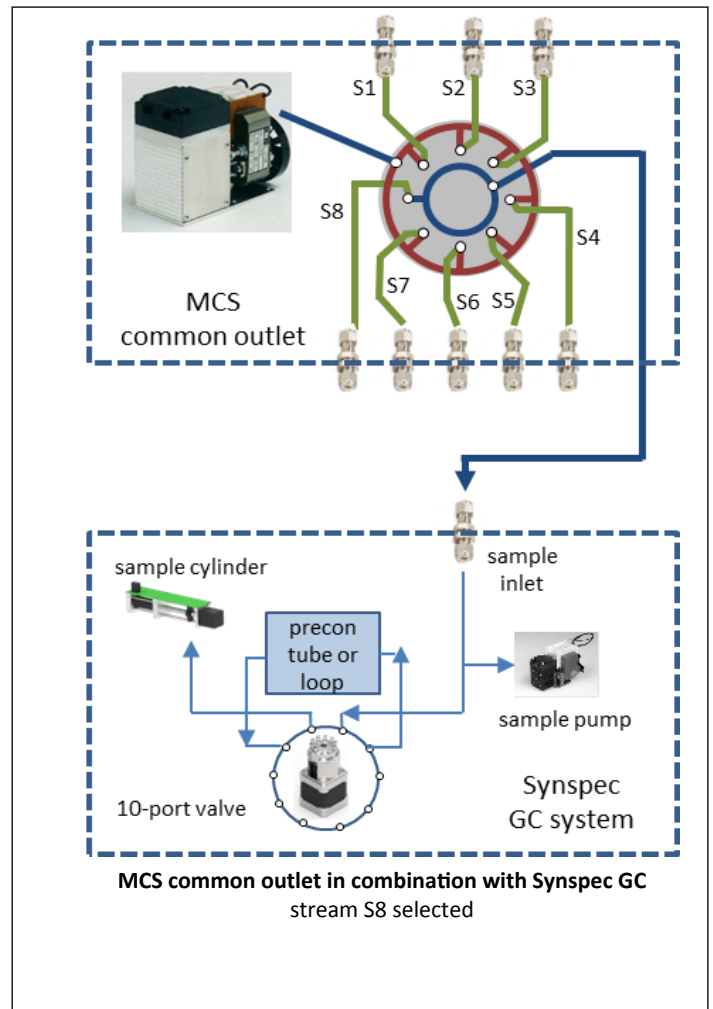 S1
S2
S3
S8
S4
S7
S6
S5
MCS
common outlet
sample
inlet
sample cylinder
precon
tube or
loop
sample pump
10-port valve
Synspec
GC system
MCS common outlet in combination with Synspec GC
stream S8 selected